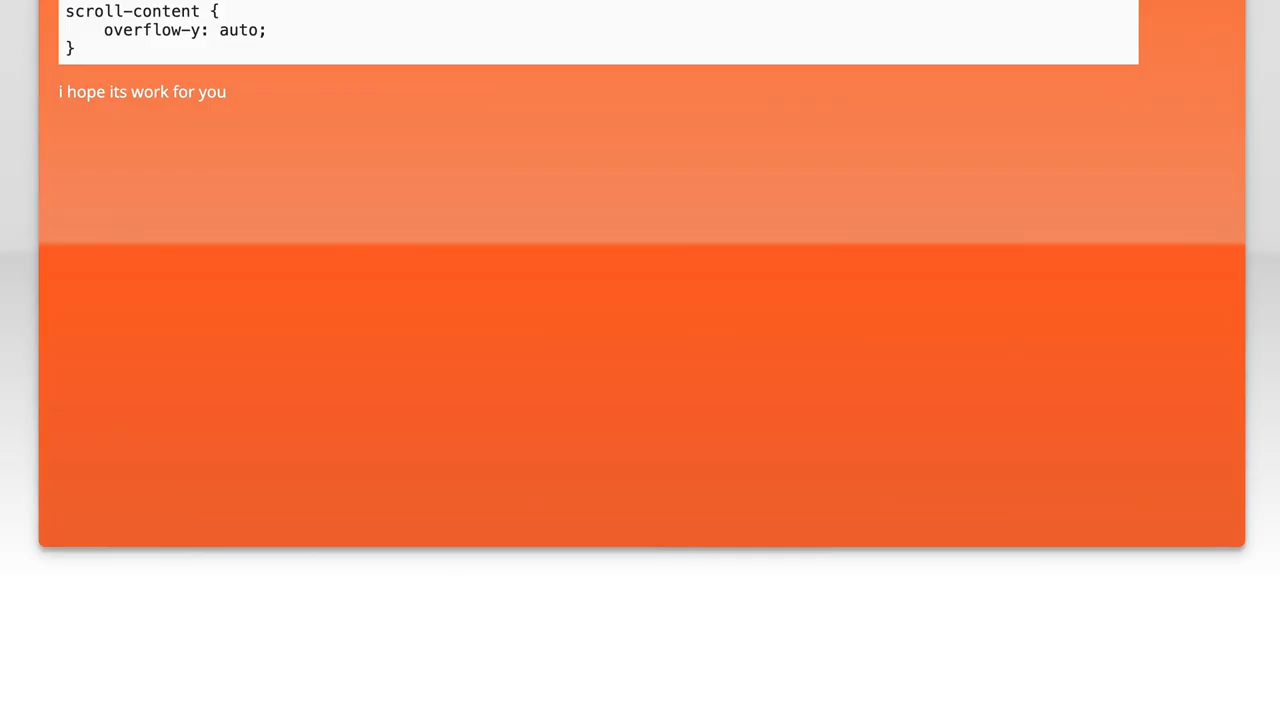 scroll-content {
    overflow-y: auto;
}
i hope its work for you